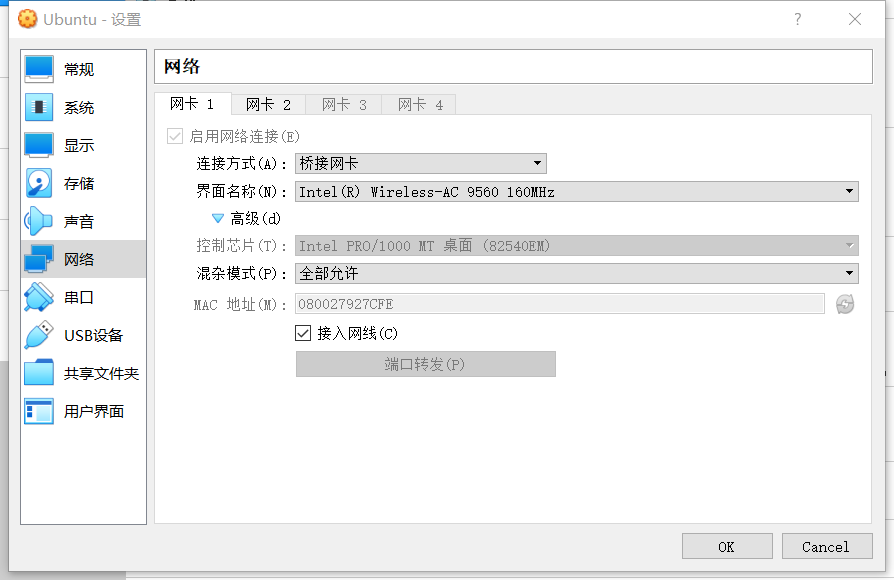 Ubuntu - 设置
常规
系统
显示
存储
声音
网络
串口
USB设备
共享文件夹
用户界面
网络
网卡 1 网卡 2 网卡 3 网卡 4
启用网络连接(E)
连接方式(A): 桥接网卡
界面名称(N): Intel(R) Wireless-AC 9560 160MHz
高级(d)
控制芯片(T): Intel PRO/1000 MT 桌面 (82540EM)
混杂模式(P): 全部允许
MAC 地址(M): 080027927CFE
接入网线(C)
端口转发(P)
OK Cancel